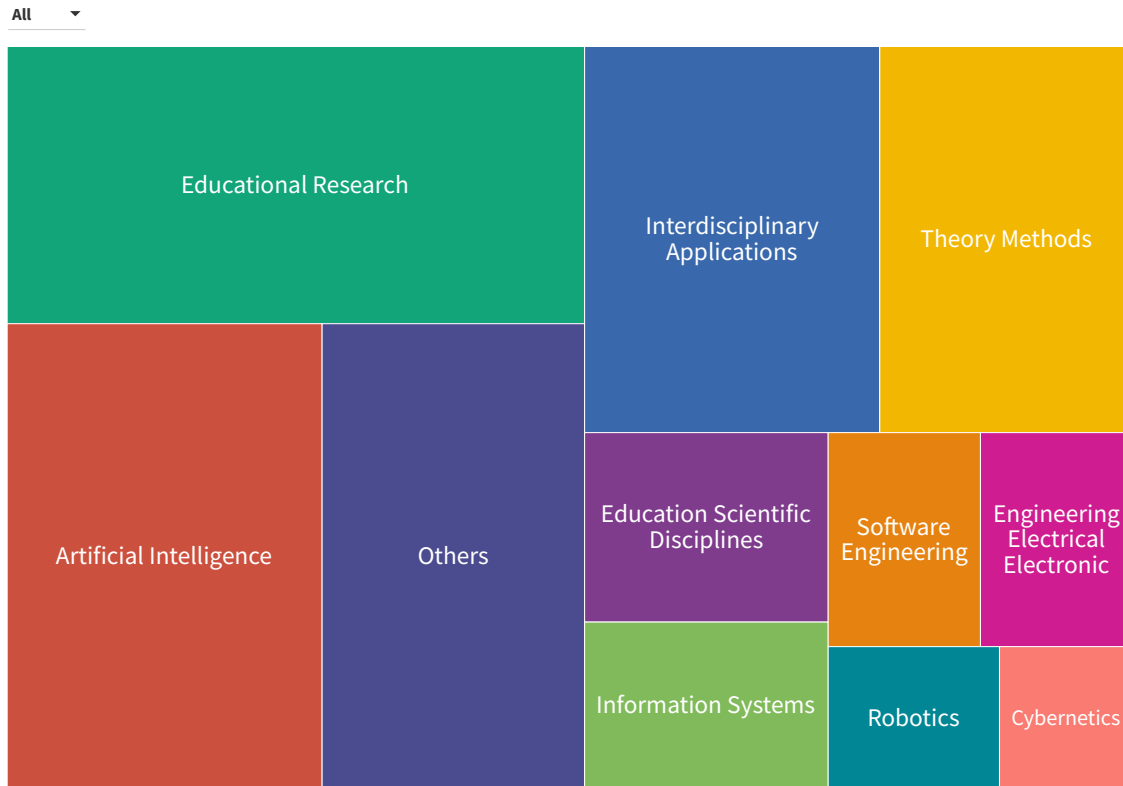 All
Educational Research
Interdisciplinary
Applications
Theory Methods
Artificial Intelligence
Others
Education Scientific
Disciplines
Software
Engineering
Engineering
Electrical
Electronic
Information Systems
Robotics
Cybernetics